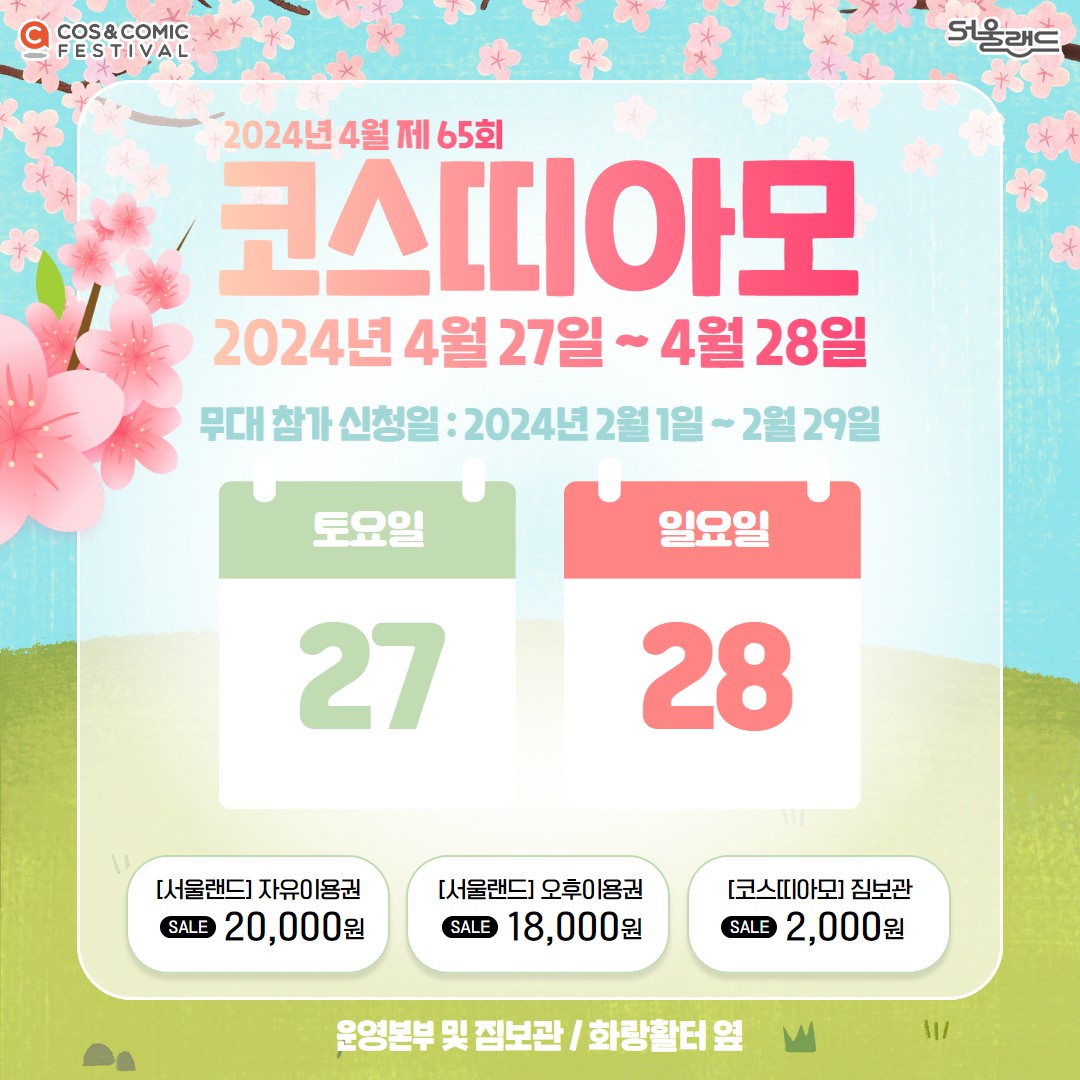 COS&COMIC
FESTIVAL
서울랜드
2024년 4월 제 65회
코스띠아모
2024년 4월 27일 ~ 4월 28일
무대 참가 신청일 : 2024년 2월 1일 ~ 2월 29일
토요일
일요일
27
28
[서울랜드] 자유이용권
SALE 20,000원
[서울랜드] 오후이용권
SALE 18,000원
[코스띠아모] 짐보관
SALE 2,000원
운영본부 및 짐보관 / 화랑활터 옆